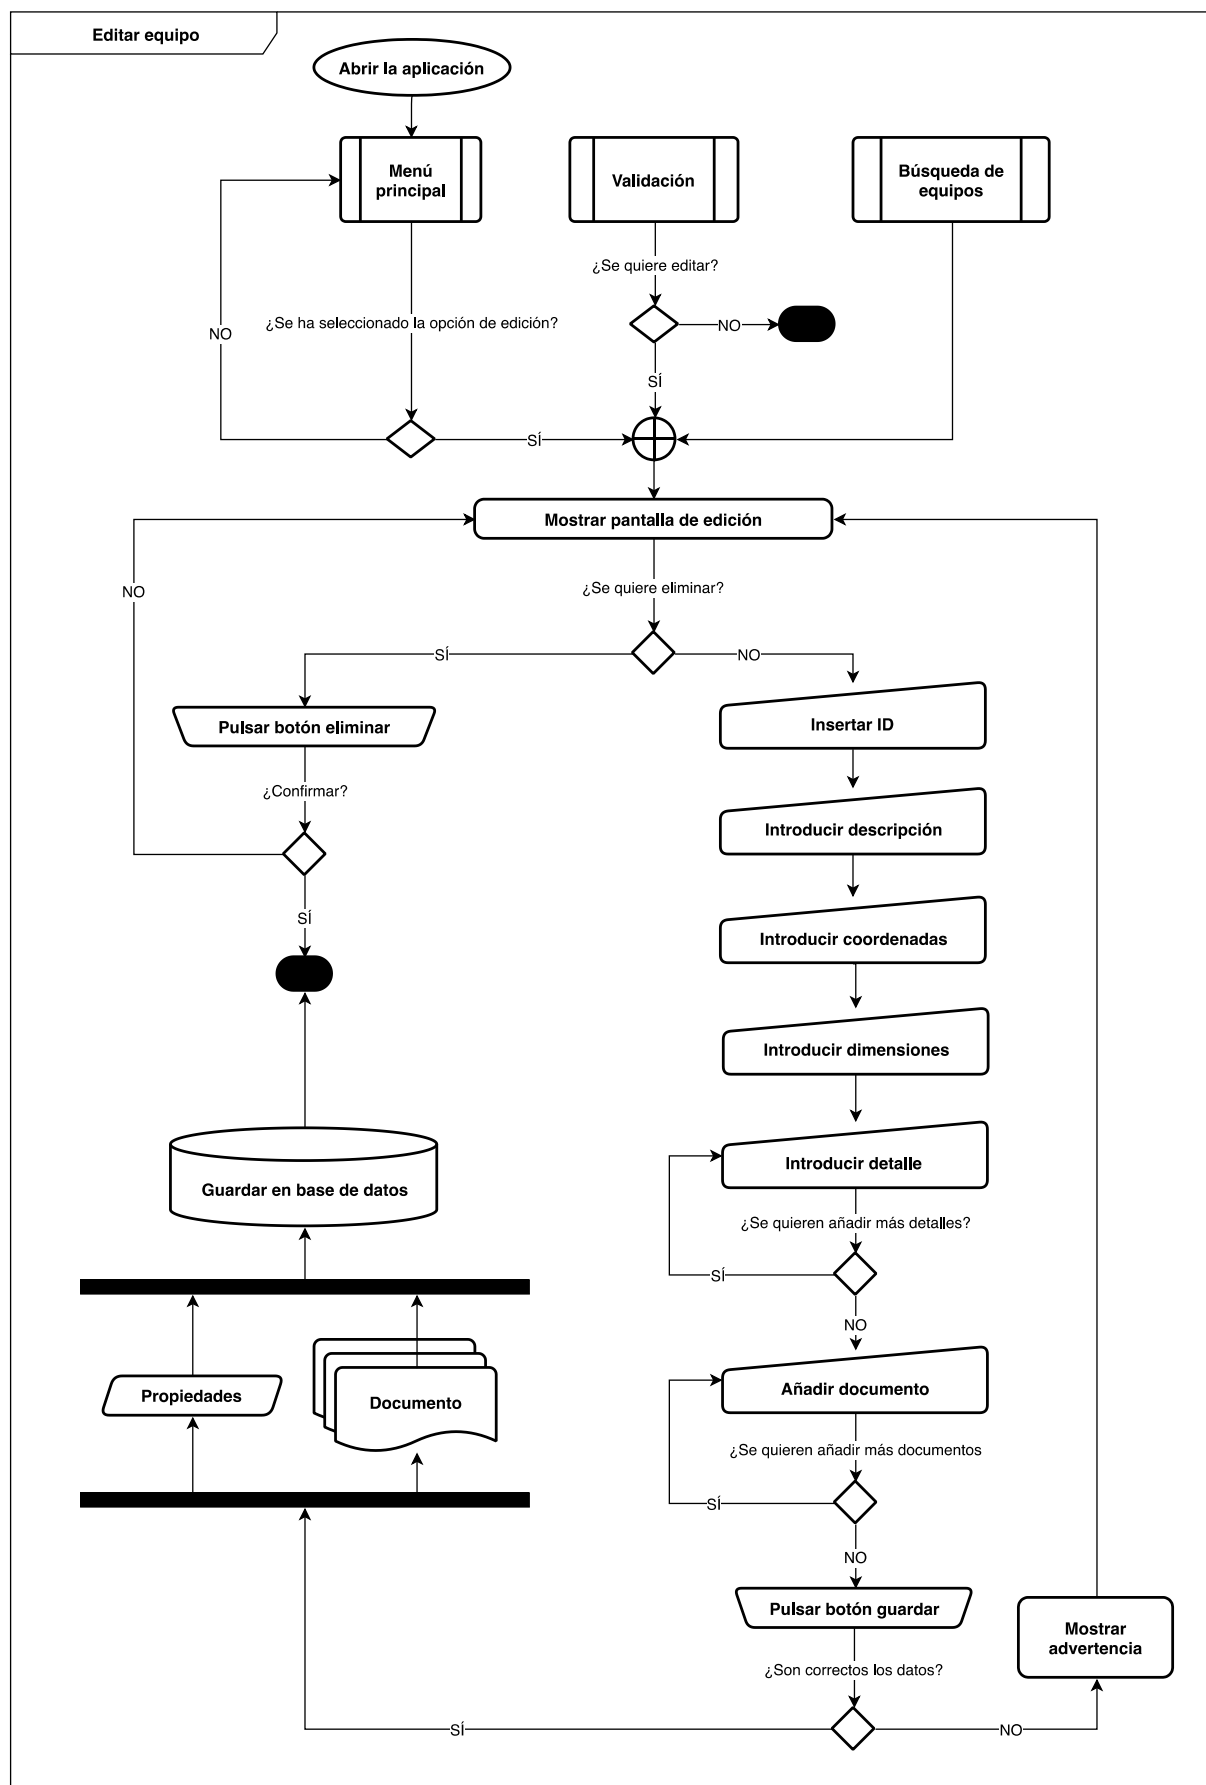 Editar equipo
Abrir la aplicación
Menú
principal
Validación
Búsqueda de
equipos
¿Se quiere editar?
¿Se ha seleccionado la opción de edición?
NO
NO
SÍ
SÍ
Mostrar pantalla de edición
¿Se quiere eliminar?
NO
SÍ
NO
Pulsar botón eliminar
Insertar ID
¿Confirmar?
Introducir descripción
SÍ
Introducir coordenadas
Introducir dimensiones
Introducir detalle
Guardar en base de datos
¿Se quieren añadir más detalles?
SÍ
NO
Propiedades
Documento
Añadir documento
¿Se quieren añadir más documentos
SÍ
NO
Pulsar botón guardar
Mostrar
advertencia
¿Son correctos los datos?
SÍ
NO